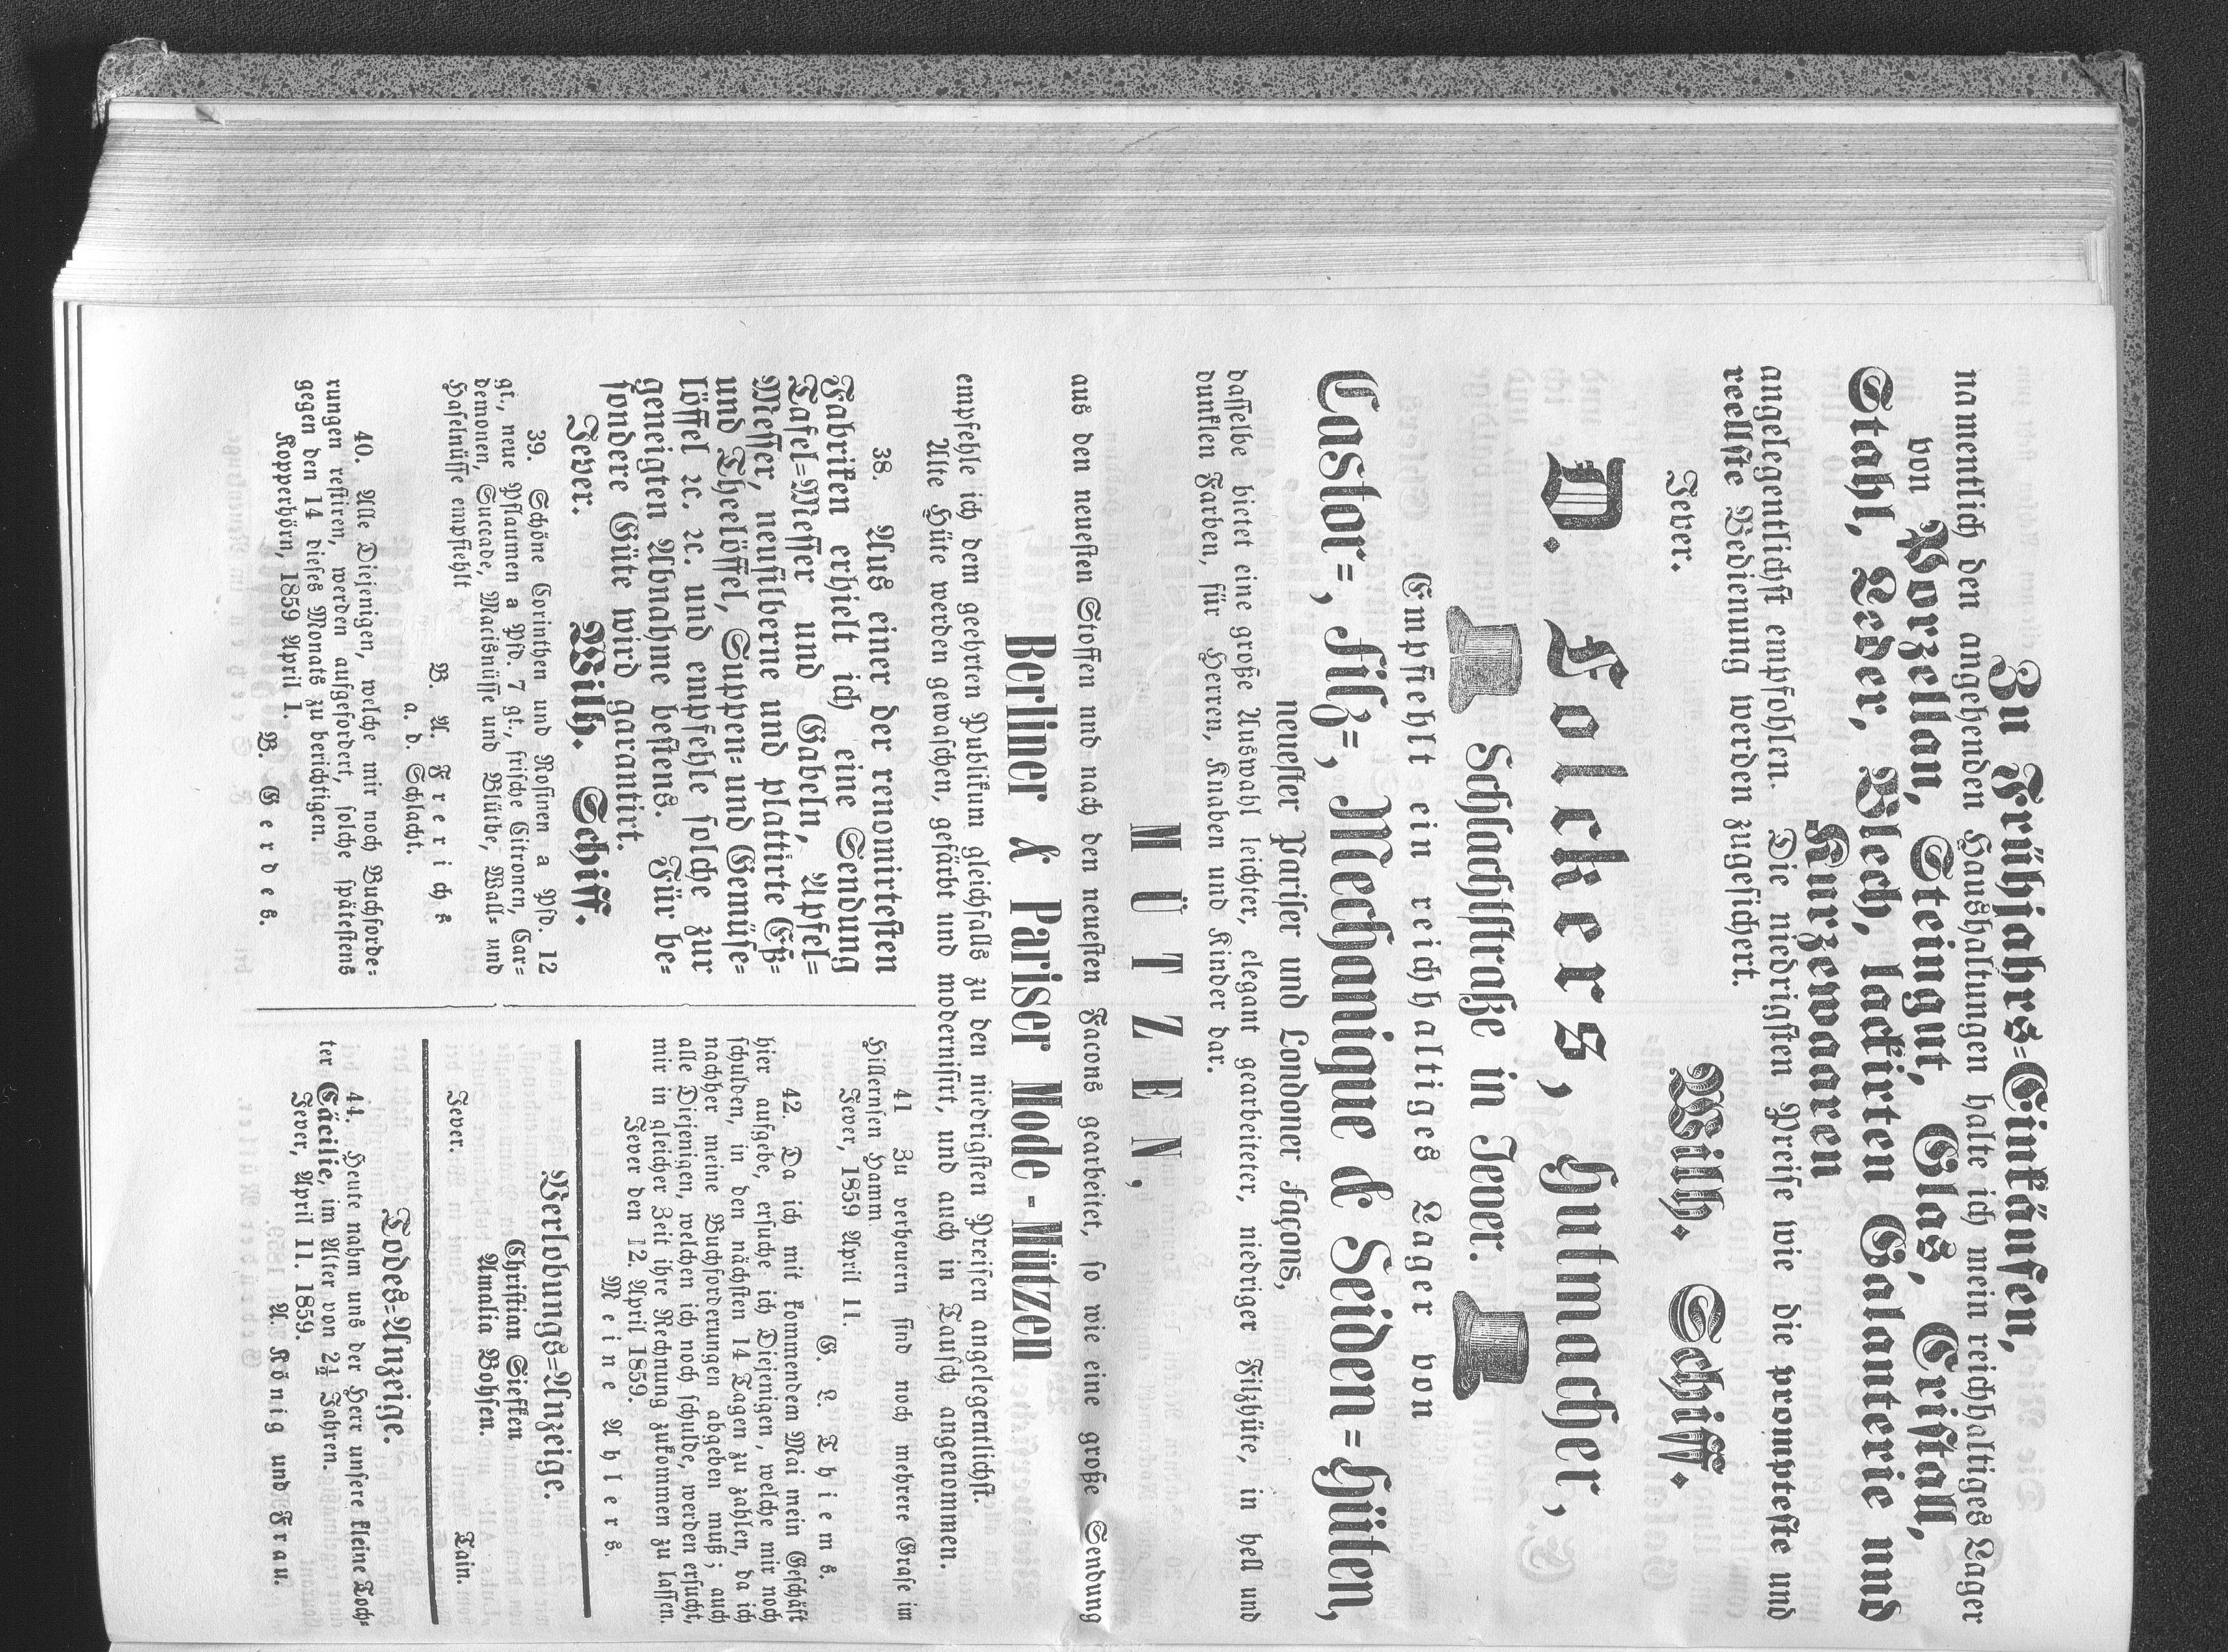 Zu Frühjahrs=Einkäufen,
namentlich den angehenden Haushaltungen halte ich mein reichhaltiges Lager
von Porzellan, Steingut, Glas, Cristall,
Stahl, Leder, Blech, lackirten Galanterie und
Kurzewaaren
angelegentlichst empfohlen. Die niedrigsten Preise wie die prompteste und
reellste Bedienung werden zugesichert.
Jever. Wilh. Schiff.
D. Folckers, Hutmacher,
Schlachtstraße in Jever.
Empfiehlt ein reichhaltiges Lager von
Castor=, Filz=, Mechanique & Seiden=Hüten,
neuester Pariser und Londoner Façons,
dasselbe bietet eine große Auswahl leichter, elegant gearbeiteter, niedriger Filzhüte, in hell und
dunklen Farben, für Herren, Knaben und Kinder dar.
MÜTZEN,
aus den neuesten Stoffen und nach den neuesten Facons gearbeitet, so wie eine große Sendung
Berliner & Pariser Mode-Mützen
empfehle ich dem geehrten Publikum gleichfalls zu den niedrigsten Preisen angelegentlichst.
Alte Hüte werden gewaschen, gefärbt und modernisirt, und auch in Tausch angenommen.
38. Aus einer der renomirtesten
Fabriken erhielt ich eine Sendung
Tafel=Messer und Gabeln, Apfel=
Messer, neusilberne und plattirte Eß=
und Theelöffel, Suppen= und Gemüse=
löffel ꝛc. ꝛc. und empfehle solche zur
geneigten Abnahme bestens. Für be=
sondere Güte wird garantirt.
Jever. Wilh. Schiff.
39. Schöne Corinthen und Rosinen a Pfd. 12
gt., neue Pflaumen a Pfd. 7 gt., frische Citronen, Car=
demonen, Succade, Macisnüsse und Blüthe, Wall= und
Haselnüsse empfiehlt
B. A. Frerichs
a. d. Schlacht.
40. Alle Diejenigen, welche mir noch Buchforde=
rungen restiren, werden aufgefordert, solche spätestens
gegen den 14 dieses Monats zu berichtigen.
Kopperhörn, 1859 April 1.
B. Gerdes.
41 Zu verheuern sind noch mehrere Grase im
Hillernsen Hamm
Jever, 1859 April 11.
G. L. Thiems.
42. Da ich mit kommendem Mai mein Geschäft
hier aufgebe, ersuche ich Diejenigen, welche mir noch
schulden, in den nächsten 14 Tagen zu zahlen, da ich
nachher meine Buchforderungen abgeben muß; auch
alle Diejenigen, welchen ich noch schulde, werden ersucht,
mir in gleicher Zeit ihre Rechnung zukommen zu lassen.
Jever den 12. April 1859.
Meine Ahlers.
Verlobungs=Anzeige.
Christian Siefken
Amalia Bohsen.
Jever. Tain.
Todes=Anzeige.
44. Heute nahm uns der Herr unsere kleine Toch=
ter Cäcilie, im Alter von 2¼ Jahren.
Jever, April 11. 1859.
A. König und Frau.